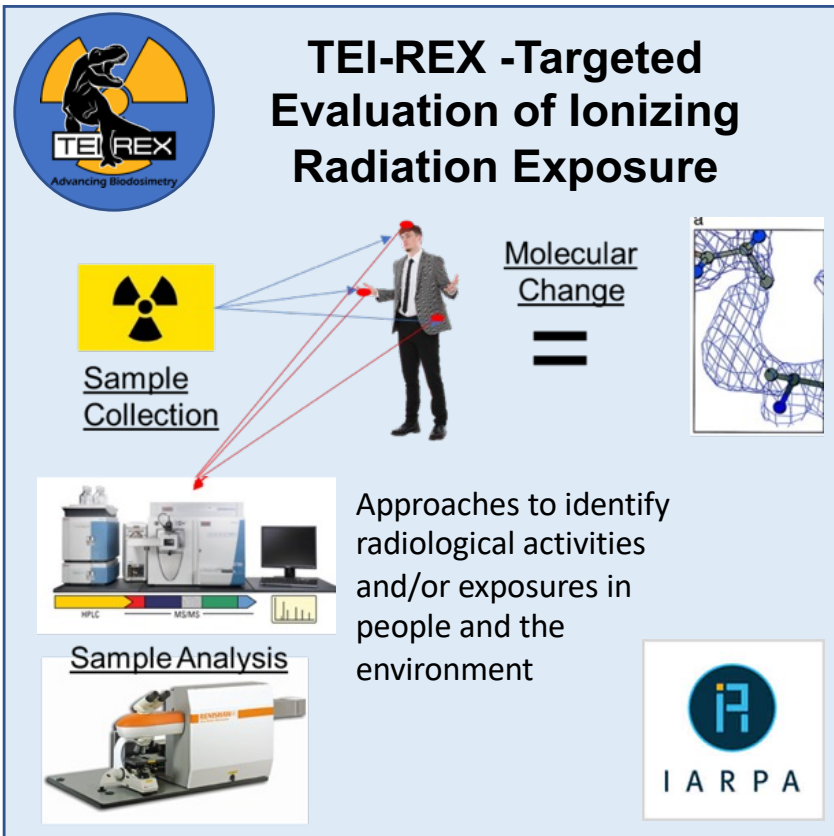 TEI-REX -Targeted
Evaluation of Ionizing
Radiation Exposure
TEI REX
Advancing Biodosimetry
Molecular
Change
=
a
Sample
Collection
HPLC
MS/MS
Approaches to identify
radiological activities
and/or exposures in
people and the
environment
Sample Analysis
RENISHAW
IARPA